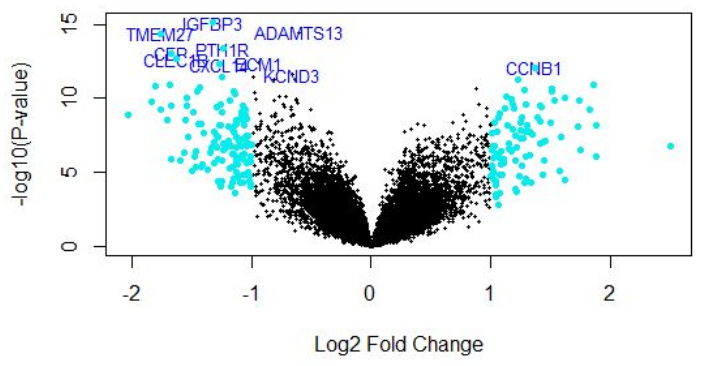 15
10
5
0
-log10(P-value)
IGFBP3
TMEM27
ADAMTS13
CFP
PTH1R
CLEC1B
CXCL14
ECM1
KCND3
CCNB1
-2
-1
0
1
2
Log2 Fold Change